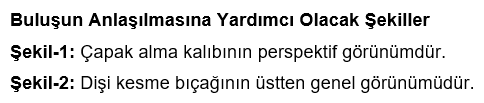 Buluşun Anlaşılmasına Yardımcı Olacak Şekiller
Şekil-1: Çapak alma kalıbının perspektif görünümdür.
Şekil-2: Dişi kesme bıçağının üstten genel görünümüdür.